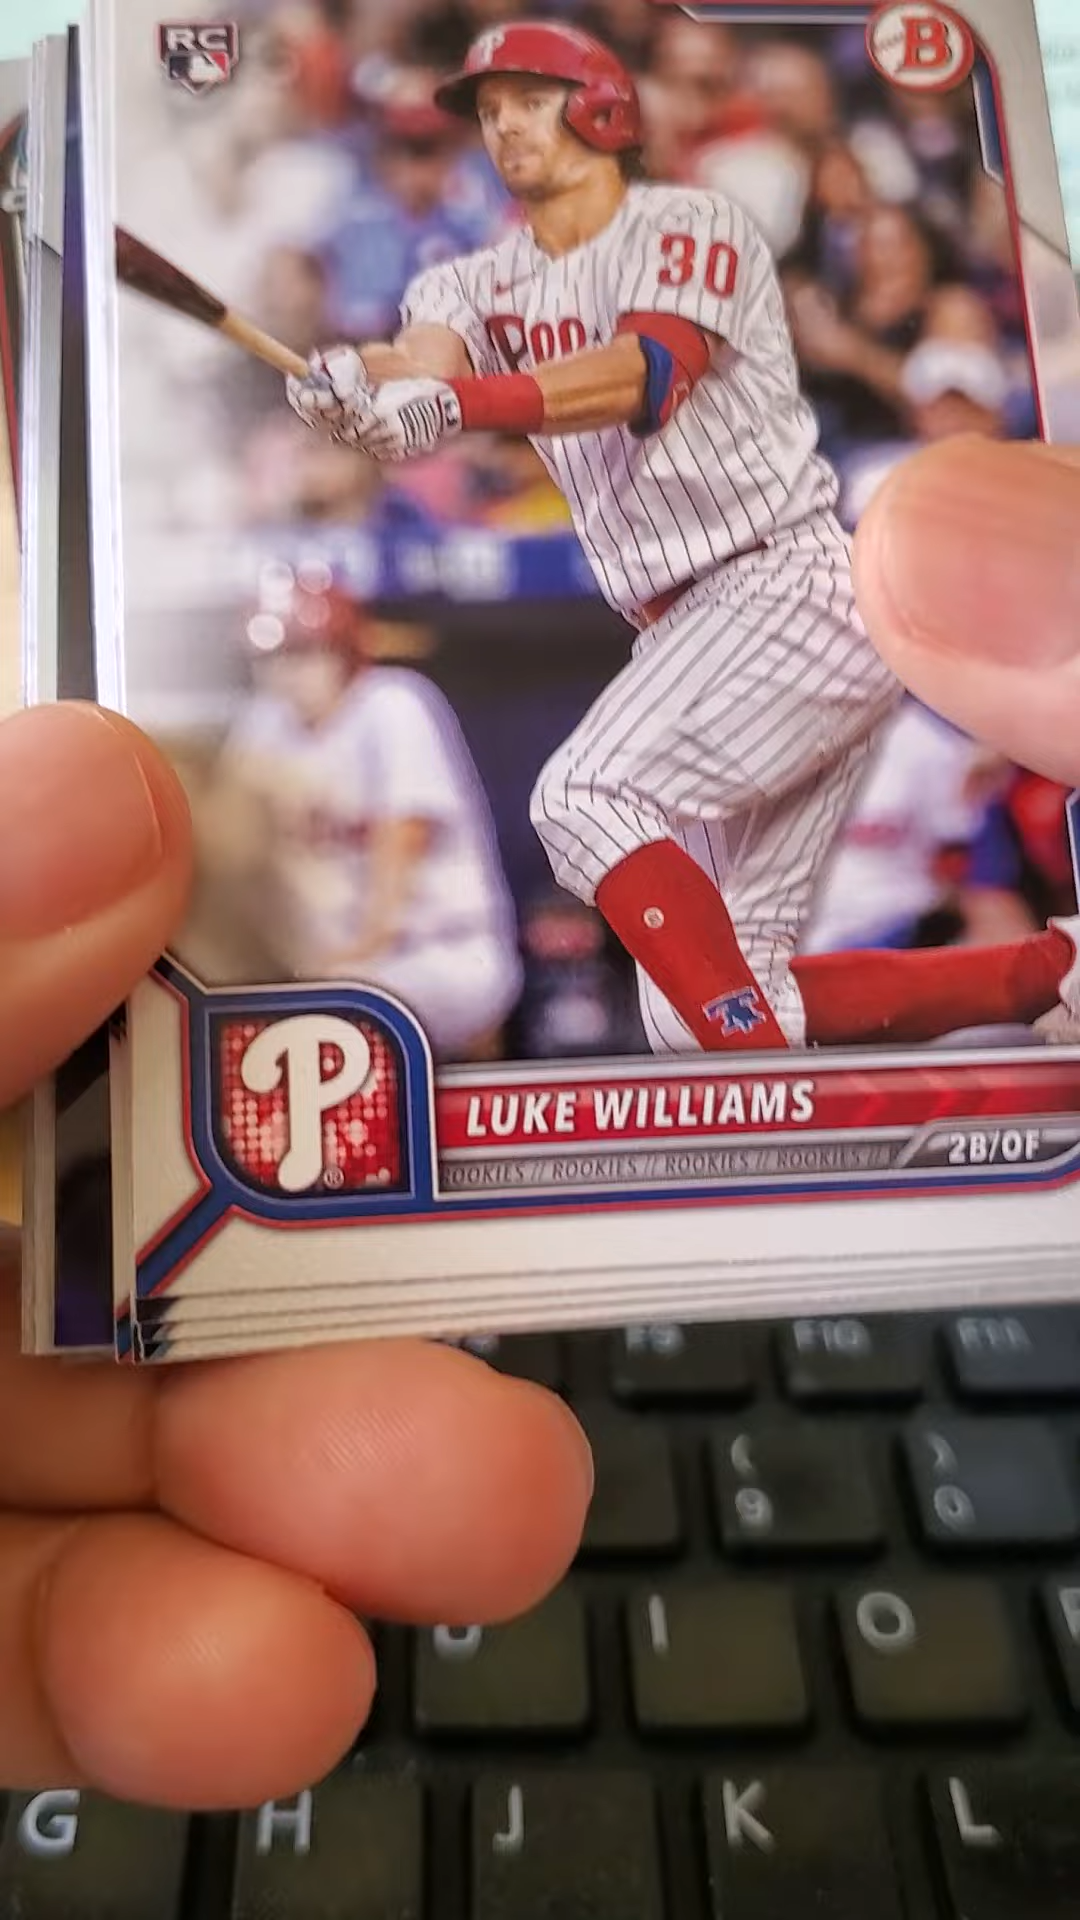 RC
B
P
30
P
LUKE WILLIAMS
ROOKIES // ROOKIES // ROOKIES // ROOKIES //
2B/OF
F9
F10
F11
(
9
)
0
U
I
O
G
H
J
K
L